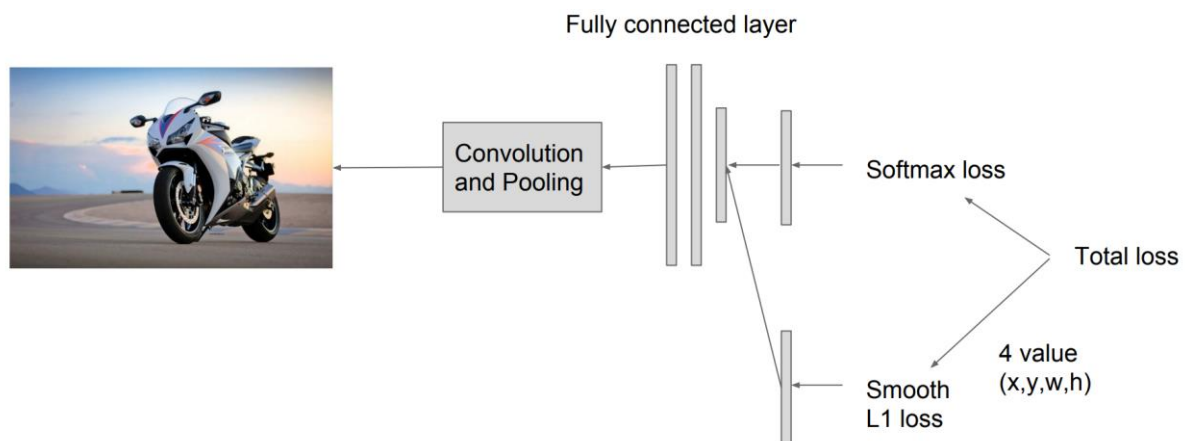 Fully connected layer
Convolution
and Pooling
Softmax loss
Total loss
4 value
(x,y,w,h)
Smooth
L1 loss